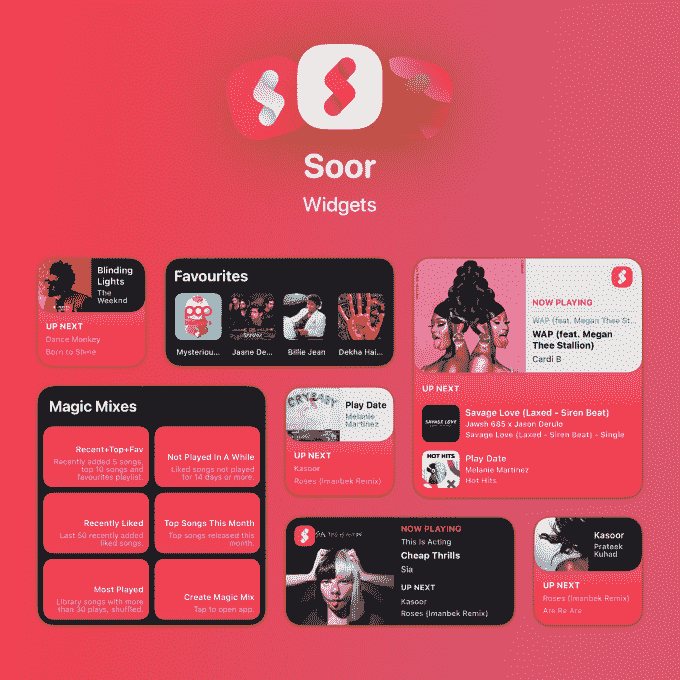 Soor
Widgets
Blinding
Lights
The
Weeknd
UP NEXT
Dance Monkey
Born to Shine
Favourites
Mysteriou...
Jaane De...
Billie Jean
Dekha Hai...
NOW PLAYING
WAP (feat. Megan Thee St...
WAP (feat. Megan
Thee Stallion)
Cardi B
UP NEXT
SAVAGE LOVE
Savage Love (Laxed - Siren Beat)
Jawsh 685 x Jason Derulo
Savage Love (Laxed - Siren Beat) - Single
HOT HITS
Play Date
Melanie Martinez
Hot Hits
Magic Mixes
Recent+Top+Fav
Recently added 5 songs,
top 10 songs and
favourites playlist.
Not Played In A While
Liked songs not played
for 14 days or more.
Recently Liked
Last 50 recently added
liked songs.
Top Songs This Month
Top songs released this
month.
Most Played
Library songs with more
than 30 plays, shuffled.
Create Magic Mix
Tap to open app.
CRY BABY
Play Date
Melanie
Martinez
UP NEXT
Kasoor
Roses (Imanbek Remix)
NOW PLAYING
This Is Acting
Cheap Thrills
Sia
UP NEXT
Kasoor
Roses (Imanbek Remix)
Kasoor
Prateek
Kuhad
UP NEXT
Roses (Imanbek Remix)
Are Re Are